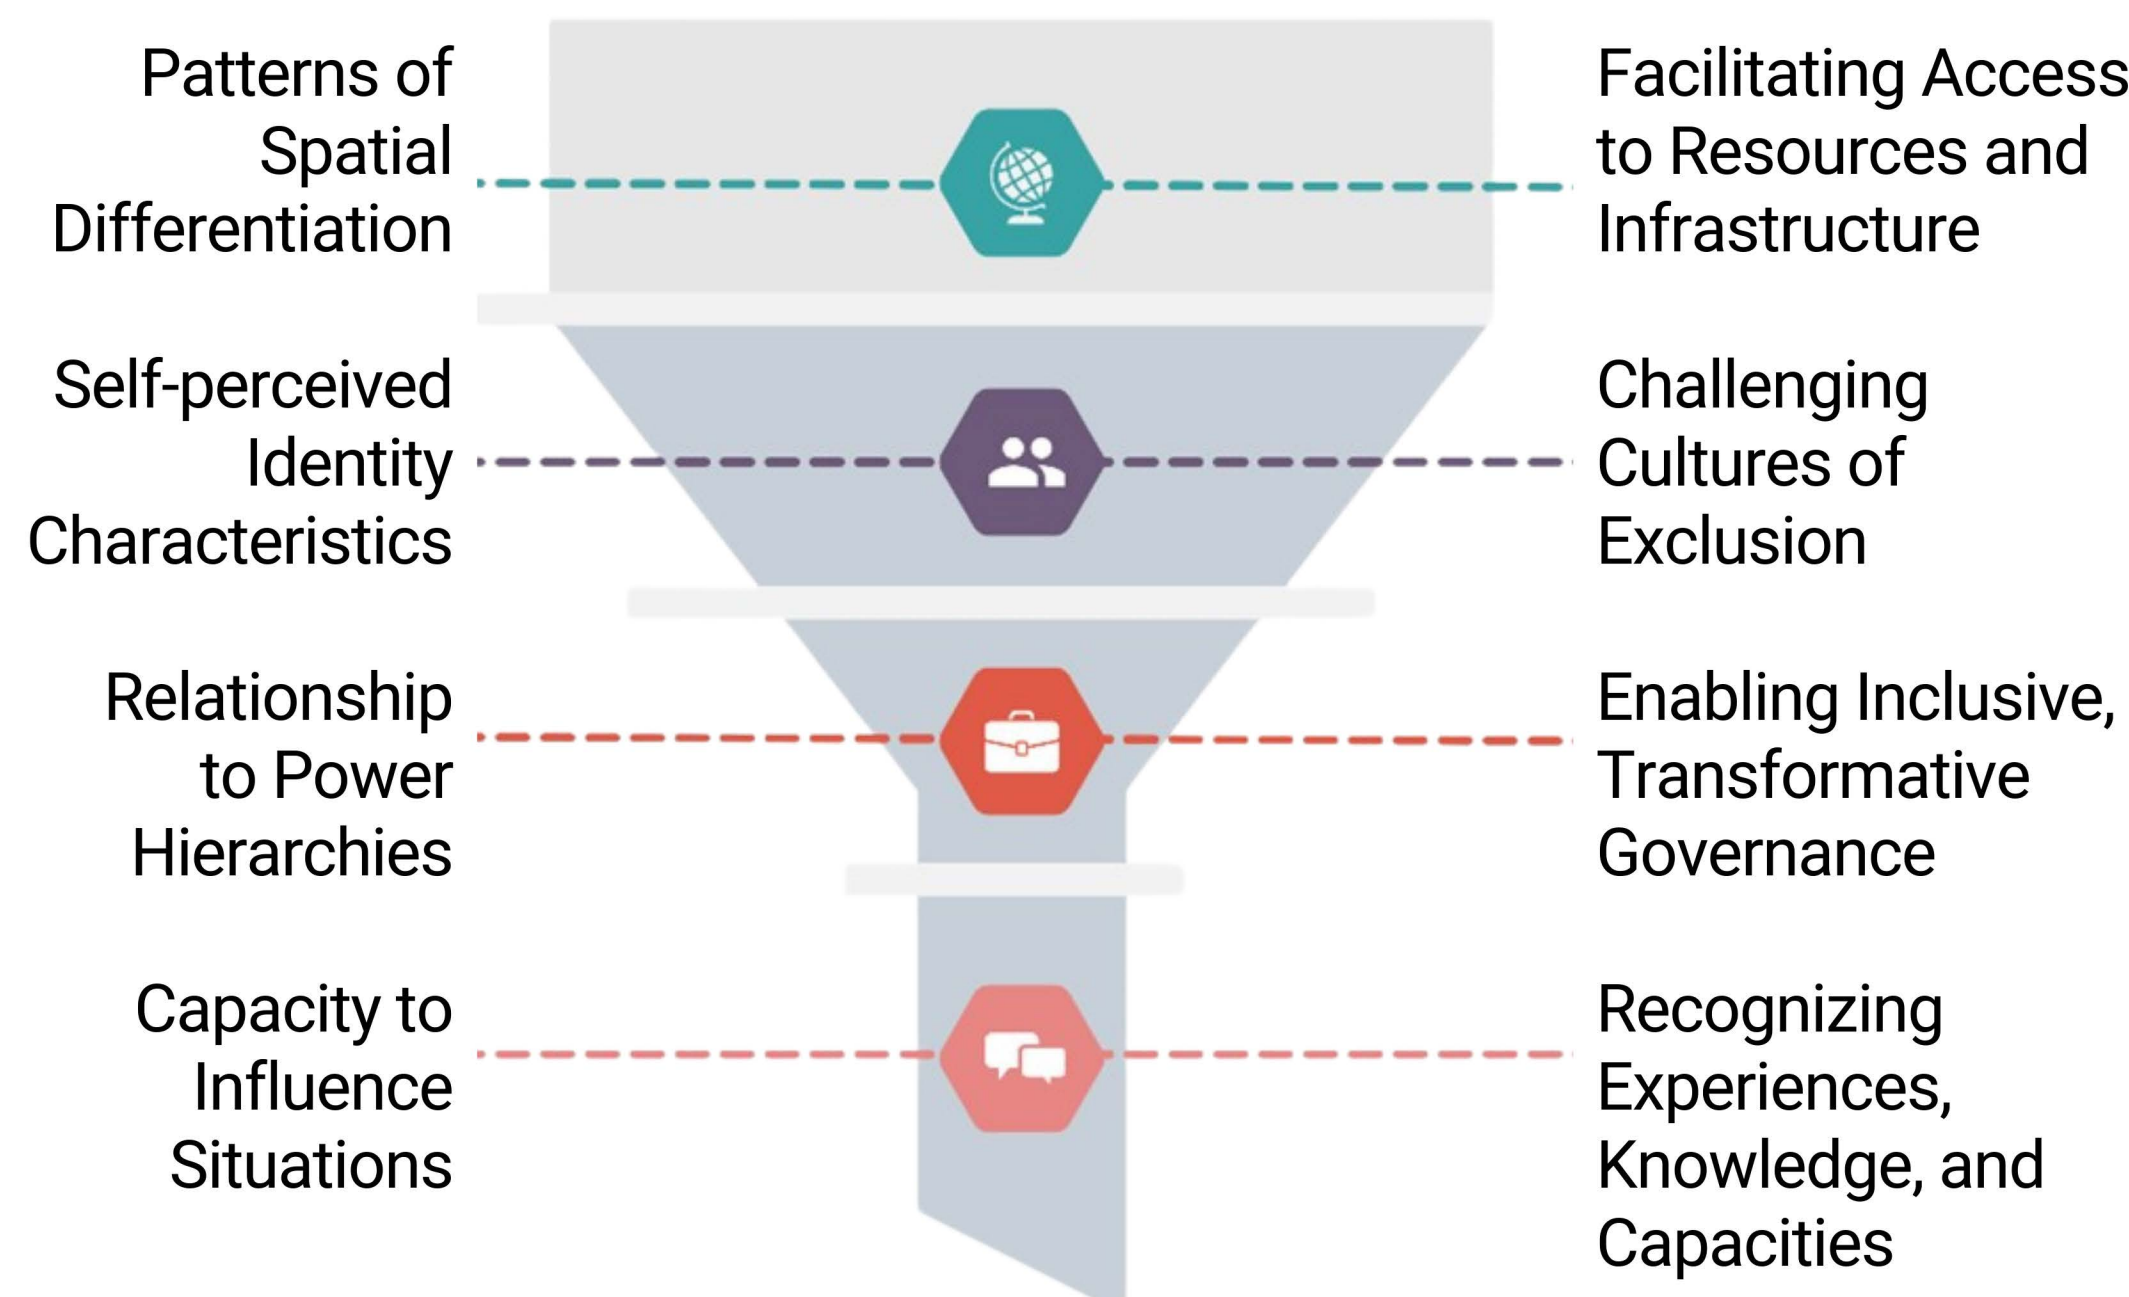 Patterns of
Spatial
Differentiation
Facilitating Access
to Resources and
Infrastructure
Self-perceived
Identity
Characteristics
Challenging
Cultures of
Exclusion
Relationship
to Power
Hierarchies
Enabling Inclusive,
Transformative
Governance
Capacity to
Influence
Situations
Recognizing
Experiences,
Knowledge, and
Capacities